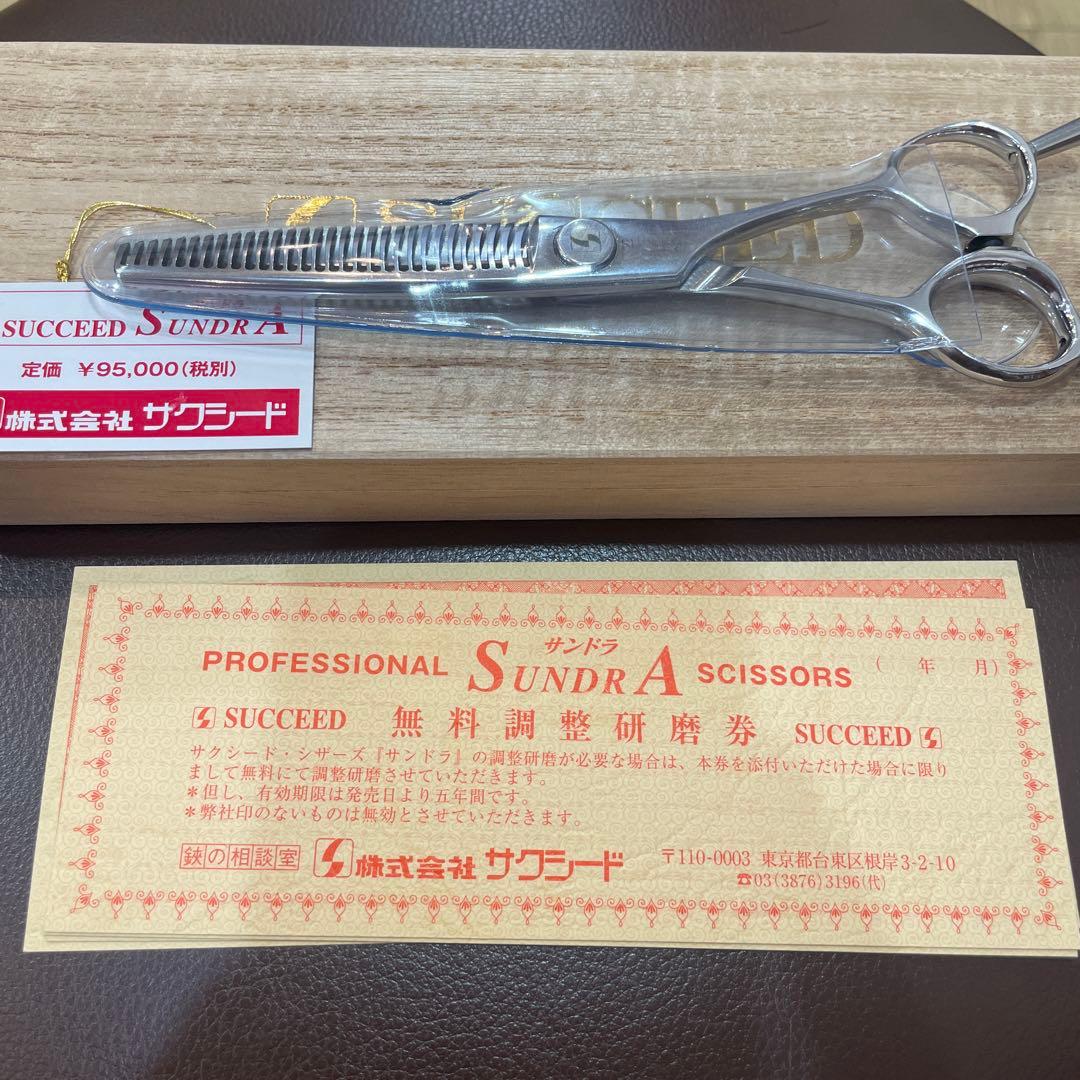 SUCCEED
SUCCEED SUNDRA
定価 ¥95,000(税別)
株式会社 サクシード
サンドラ
PROFESSIONAL SUNDRA SCISSORS ( 年 月)
SUCCEED 無料調整研磨券 SUCCEED
サクシード・シザーズ『サンドラ』の調整研磨が必要な場合は、本券を添付いただけた場合に限り
まして無料にて調整研磨させていただきます。
*但し、有効期限は発売日より五年間です。
*弊社印のないものは無効とさせていただきます。
鋏の相談室 株式会社 サクシード 〒110-0003 東京都台東区根岸3-2-10
☎03(3876)3196(代)